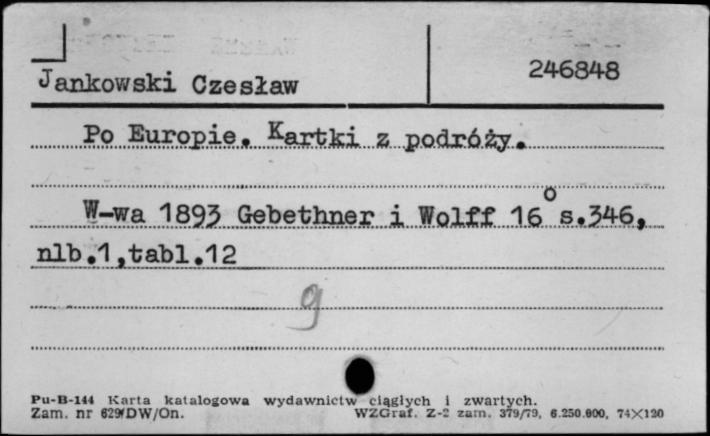 Jankowski Czesław
246848
Po Europie. Kartki z podróży.
W-wa 1893 Gebethner i Wolff 16° s.346,
nlb.1,tabl.12
g
Pu-B-144 Karta katalogowa wydawnictw ciągłych i zwartych.
Zam. nr 629/DW/On. WZGraf. Z-2 zam. 379/79, 6.250.000, 74X120